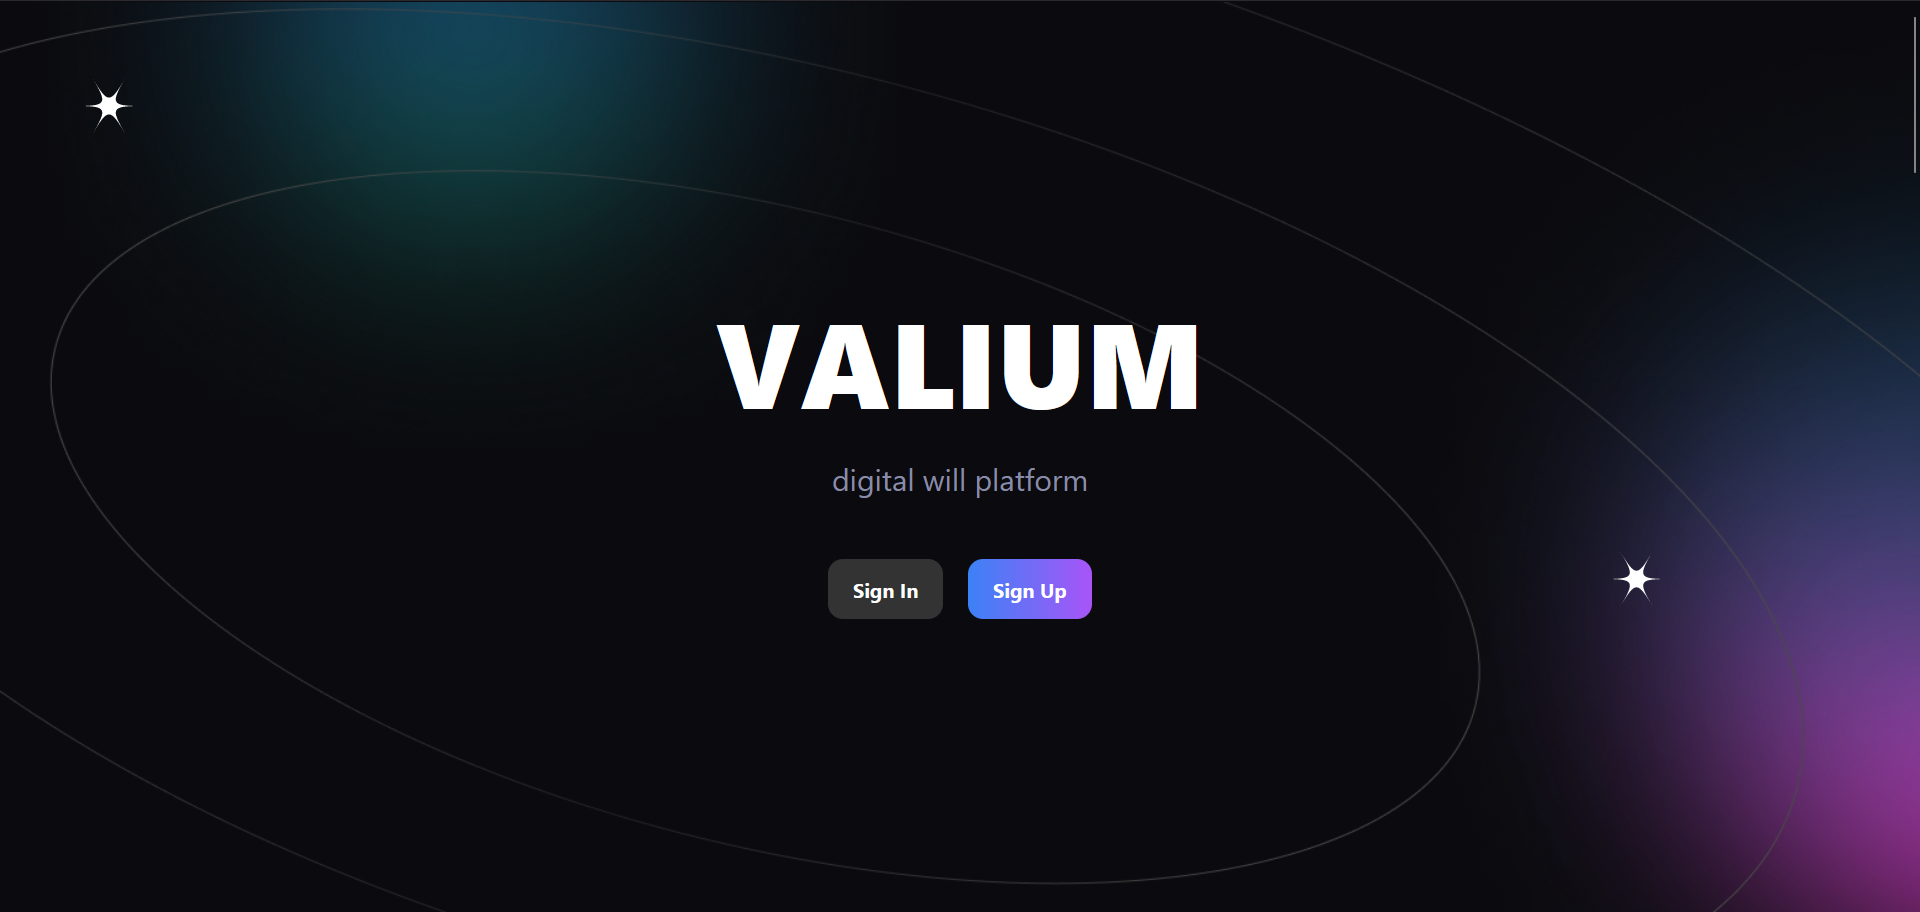 VALIUM
digital will platform
Sign In
Sign Up